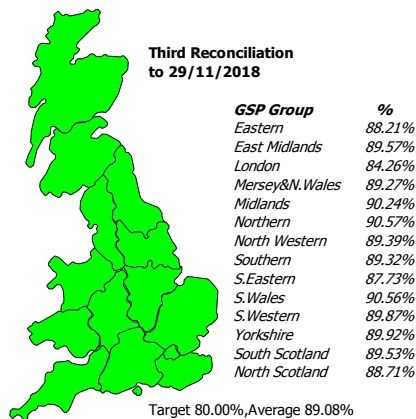 Third Reconciliation
to 29/11/2018
GSP Group %
Eastern 88.21%
East Midlands 89.57%
London 84.26%
Mersey&N.Wales 89.27%
Midlands 90.24%
Northern 90.57%
North Western 89.39%
Southern 89.32%
S.Eastern 87.73%
S.Wales 90.56%
S.Western 89.87%
Yorkshire 89.92%
South Scotland 89.53%
North Scotland 88.71%
Target 80.00%,Average 89.08%